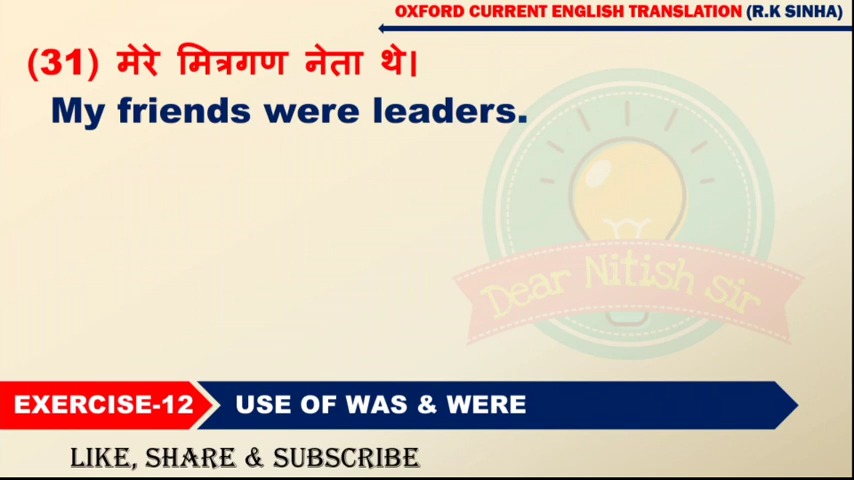 OXFORD CURRENT ENGLISH TRANSLATION (R.K SINHA)
(31) मेरे मित्रगण नेता थे।
My friends were leaders.
Dear Nitish Sir
EXERCISE-12 USE OF WAS & WERE
LIKE, SHARE & SUBSCRIBE